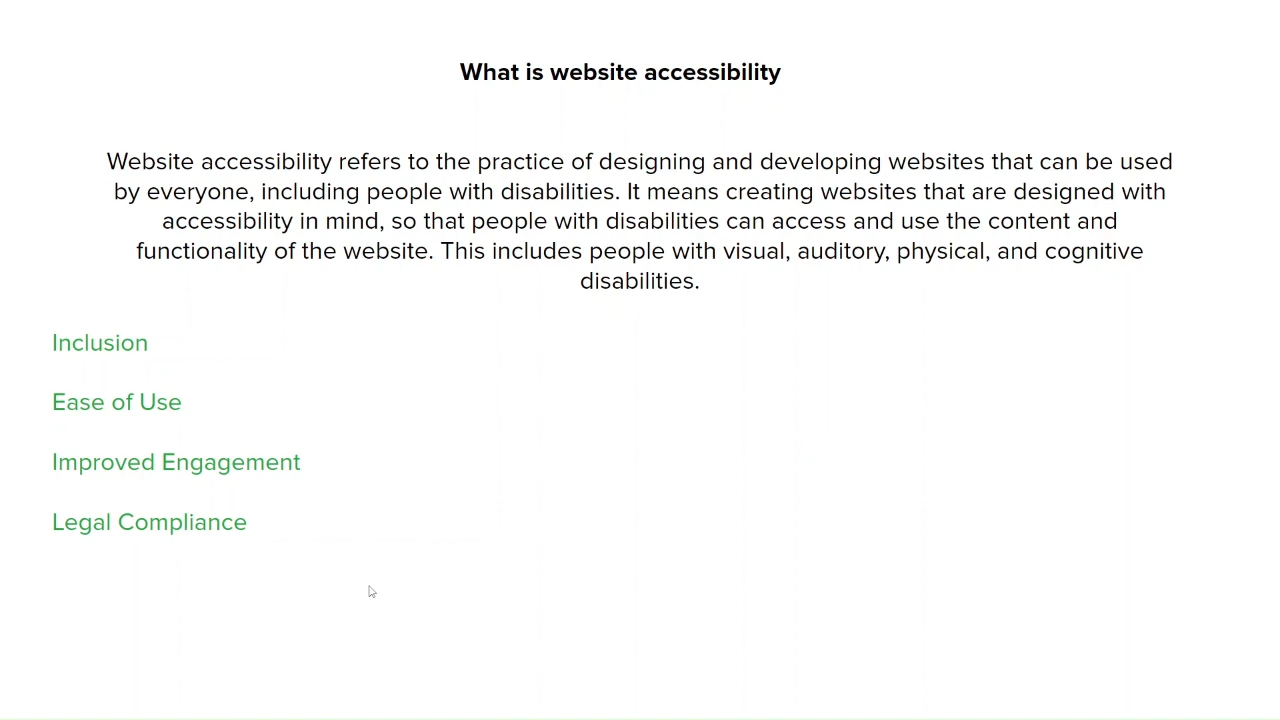 What is website accessibility
Website accessibility refers to the practice of designing and developing websites that can be used
by everyone, including people with disabilities. It means creating websites that are designed with
accessibility in mind, so that people with disabilities can access and use the content and
functionality of the website. This includes people with visual, auditory, physical, and cognitive
disabilities.
Inclusion
Ease of Use
Improved Engagement
Legal Compliance